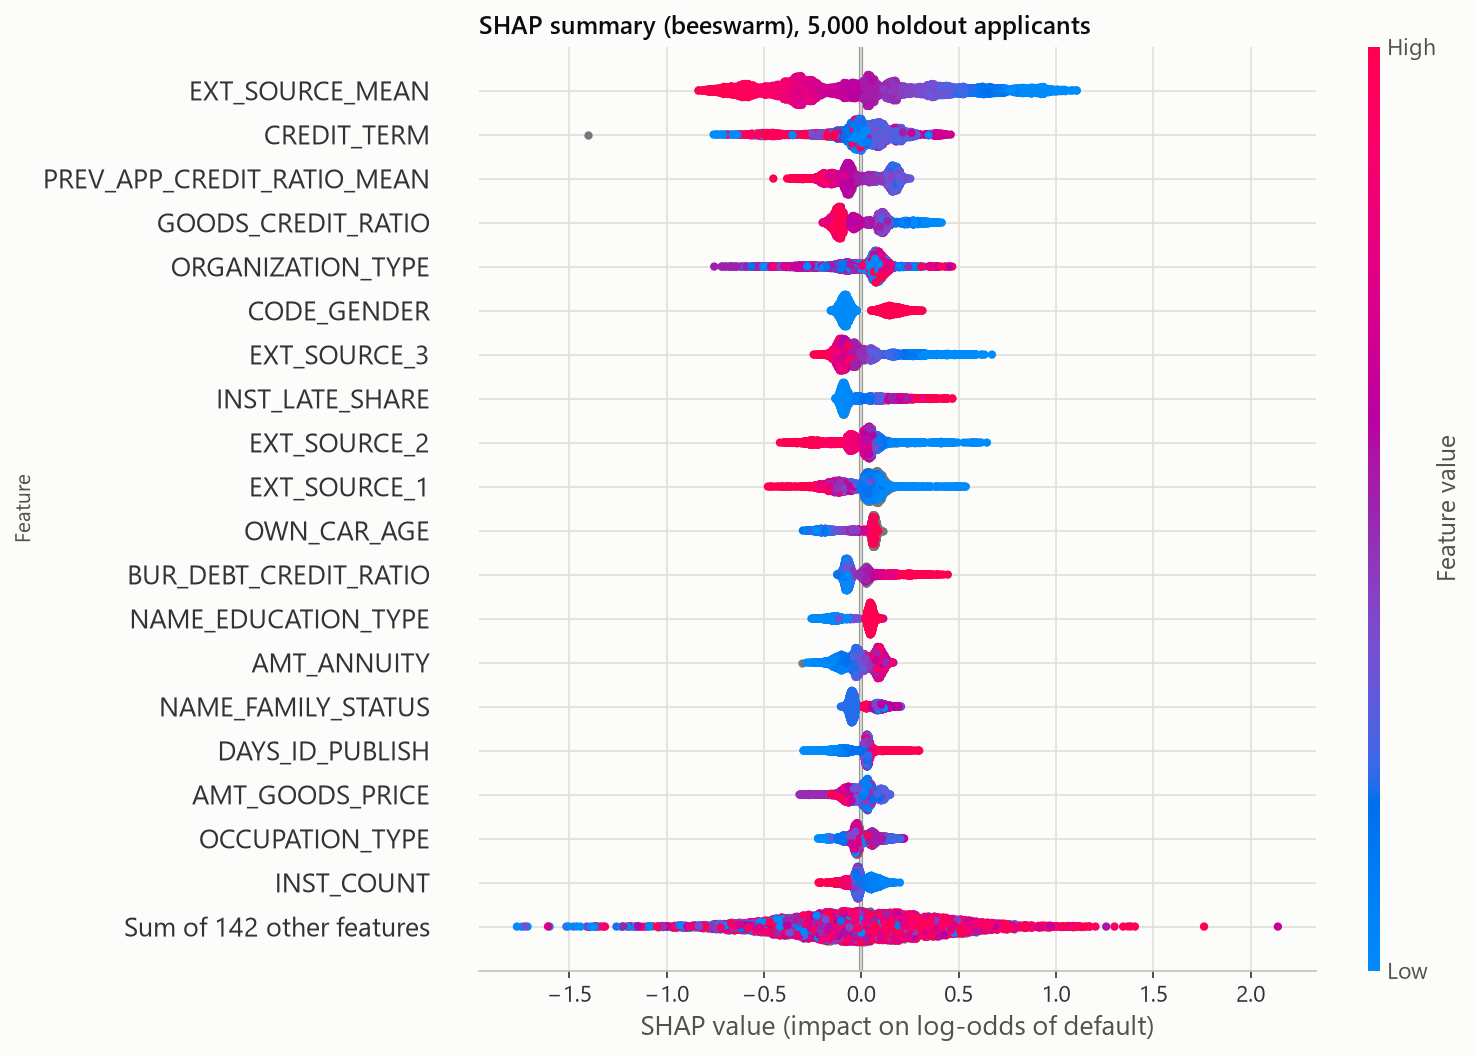 SHAP summary (beeswarm), 5,000 holdout applicants
High
EXT_SOURCE_MEAN
CREDIT_TERM
PREV_APP_CREDIT_RATIO_MEAN
GOODS_CREDIT_RATIO
ORGANIZATION_TYPE
CODE_GENDER
EXT_SOURCE_3
INST_LATE_SHARE
EXT_SOURCE_2
EXT_SOURCE_1
OWN_CAR_AGE
BUR_DEBT_CREDIT_RATIO
NAME_EDUCATION_TYPE
AMT_ANNUITY
NAME_FAMILY_STATUS
DAYS_ID_PUBLISH
AMT_GOODS_PRICE
OCCUPATION_TYPE
INST_COUNT
Sum of 142 other features
Feature
Feature value
Low
−1.5 −1.0 −0.5 0.0 0.5 1.0 1.5 2.0
SHAP value (impact on log-odds of default)